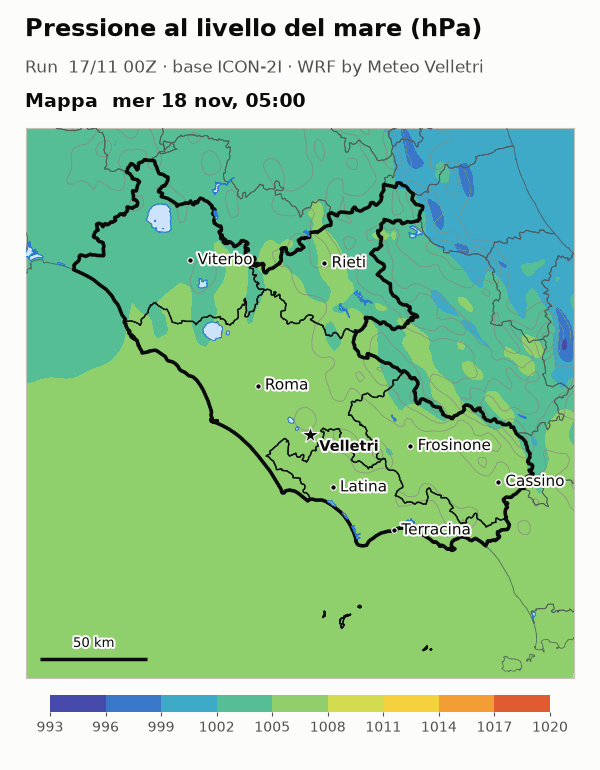 Pressione al livello del mare (hPa)
Run  17/11 00Z · base ICON-2I · WRF by Meteo Velletri
Mappa  mer 18 nov, 05:00
Viterbo
Rieti
Roma
Velletri
Frosinone
Latina
Cassino
Terracina
50 km
993 996 999 1002 1005 1008 1011 1014 1017 1020